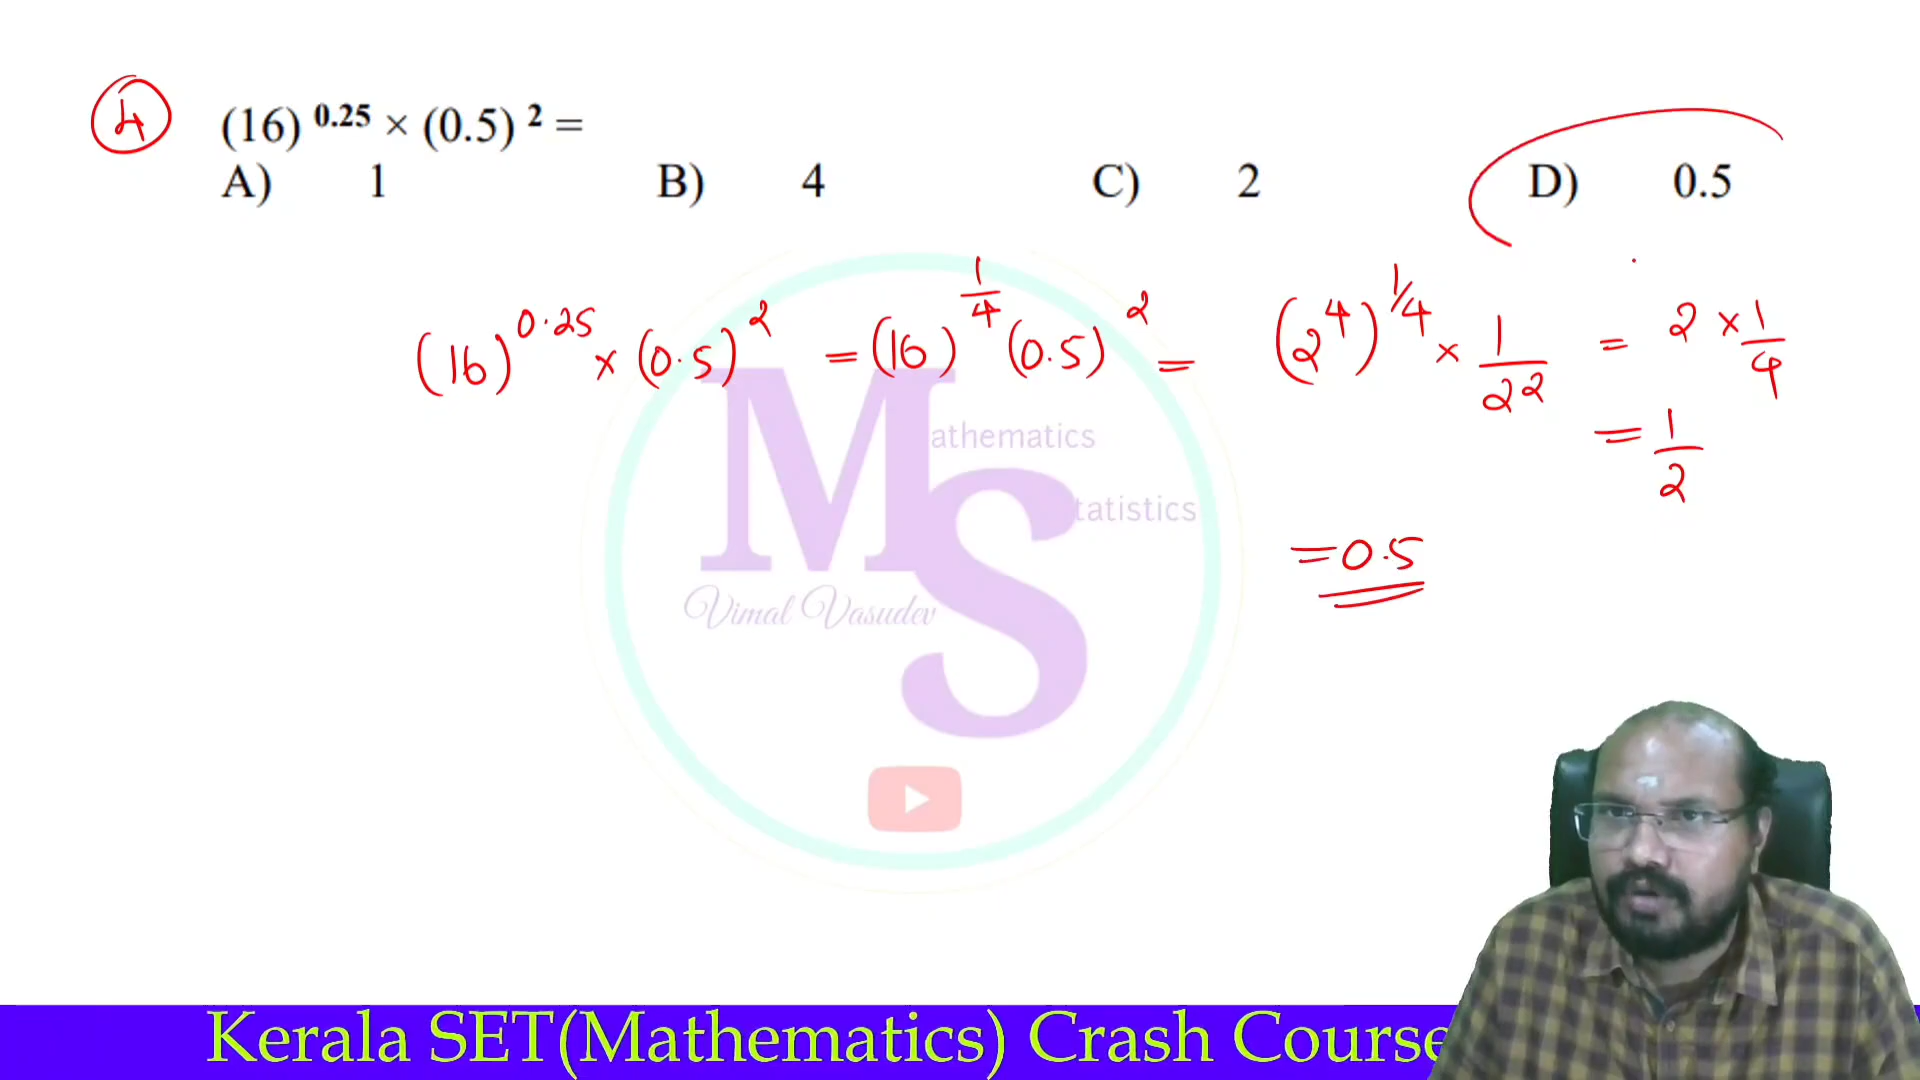 4
(16) 0.25 × (0.5) 2 =
A) 1 B) 4 C) 2 D) 0.5
(16)^0.25 × (0.5)^2 = (16)^1/4 (0.5)^2 = (2^4)^1/4 × 1/2^2 = 2 × 1/4
= 1/2
= 0.5
Mathematics
Statistics
Vimal Vasudev
Kerala SET(Mathematics) Crash Course